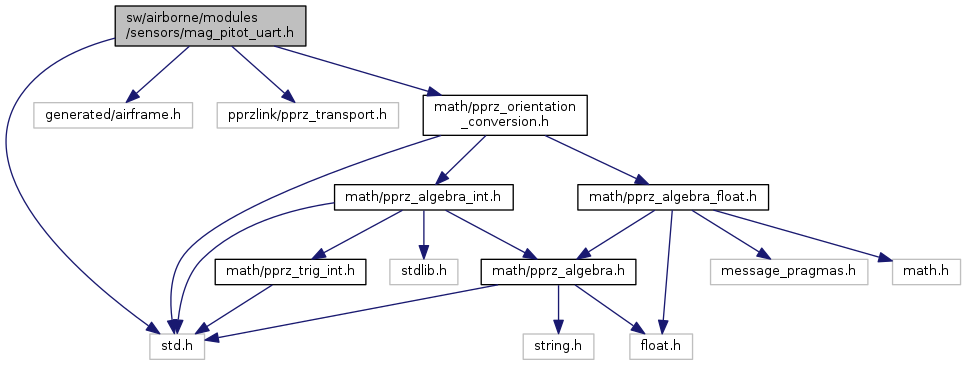 sw/airborne/modules
/sensors/mag_pitot_uart.h
generated/airframe.h
pprzlink/pprz_transport.h
math/pprz_orientation
_conversion.h
math/pprz_algebra_int.h
math/pprz_algebra_float.h
math/pprz_trig_int.h
stdlib.h
math/pprz_algebra.h
message_pragmas.h
math.h
std.h
string.h
float.h